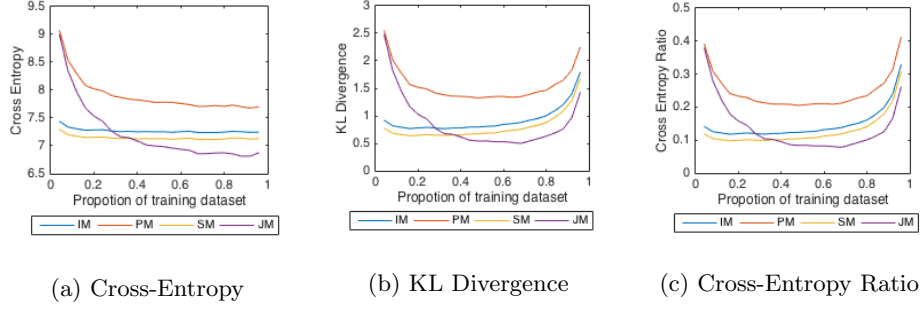 9.5
9
8.5
8
7.5
7
6.5
Cross Entropy
0 0.2 0.4 0.6 0.8 1
Propotion of training dataset
IM PM SM JM
(a) Cross-Entropy
3
2.5
2
1.5
1
0.5
0
KL Divergence
0 0.2 0.4 0.6 0.8 1
Propotion of training dataset
IM PM SM JM
(b) KL Divergence
0.5
0.4
0.3
0.2
0.1
0
Cross Entropy Ratio
0 0.2 0.4 0.6 0.8 1
Propotion of training dataset
IM PM SM JM
(c) Cross-Entropy Ratio